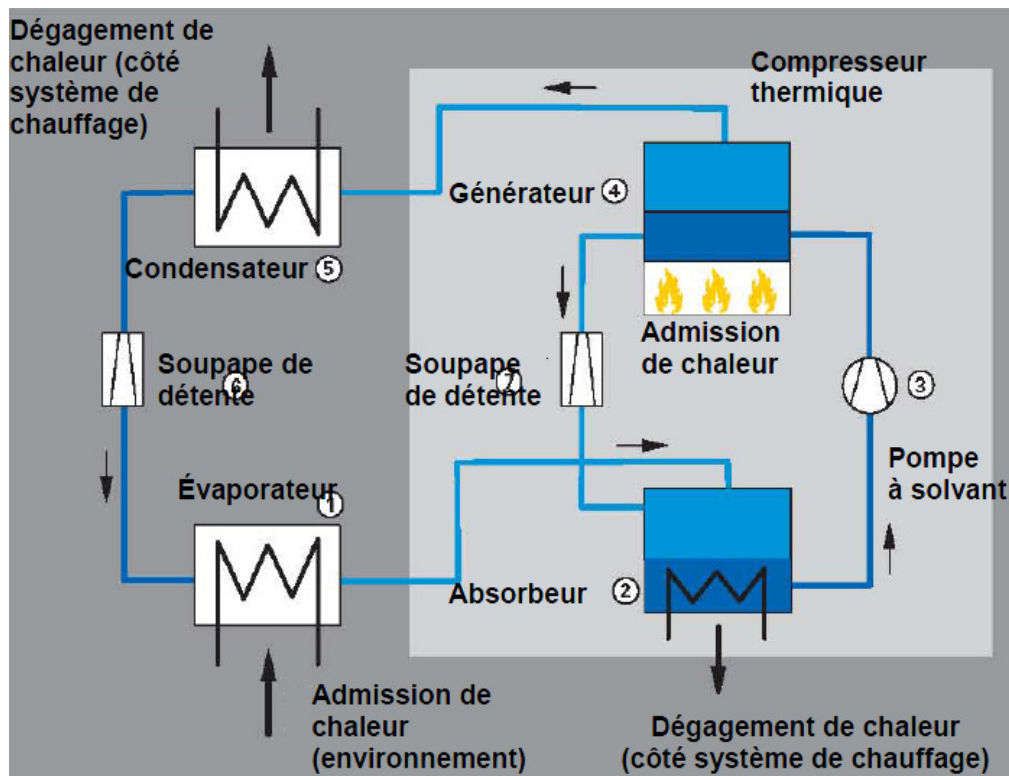 Dégagement de
chaleur (côté
système de
chauffage)
Compresseur
thermique
Générateur 4
Condensateur 5
Admission
de chaleur
Soupape de
détente 6
Soupape
de détente 7
3
Pompe
à solvant
Évaporateur
1
Absorbeur 2
Admission de
chaleur
(environnement)
Dégagement de chaleur
(côté système de chauffage)